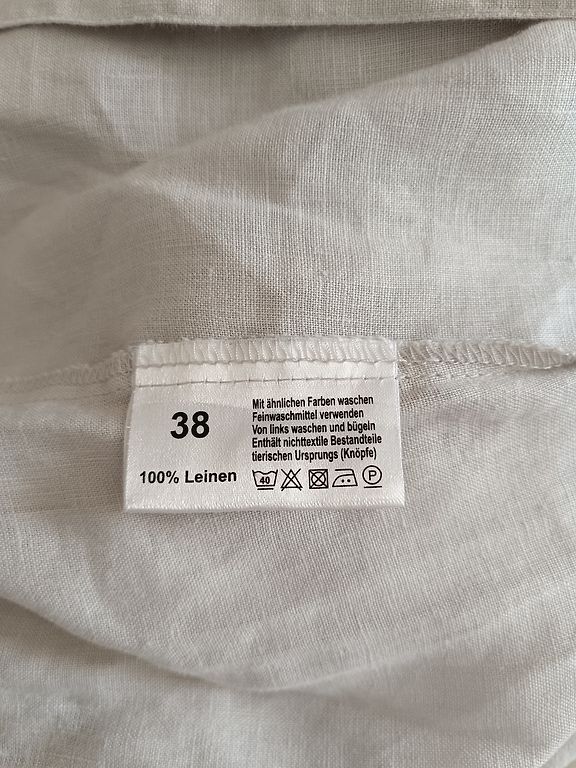 38
100% Leinen
Mit ähnlichen Farben waschen
Feinwaschmittel verwenden
Von links waschen und bügeln
Enthält nichttextile Bestandteile
tierischen Ursprungs (Knöpfe)
40 P